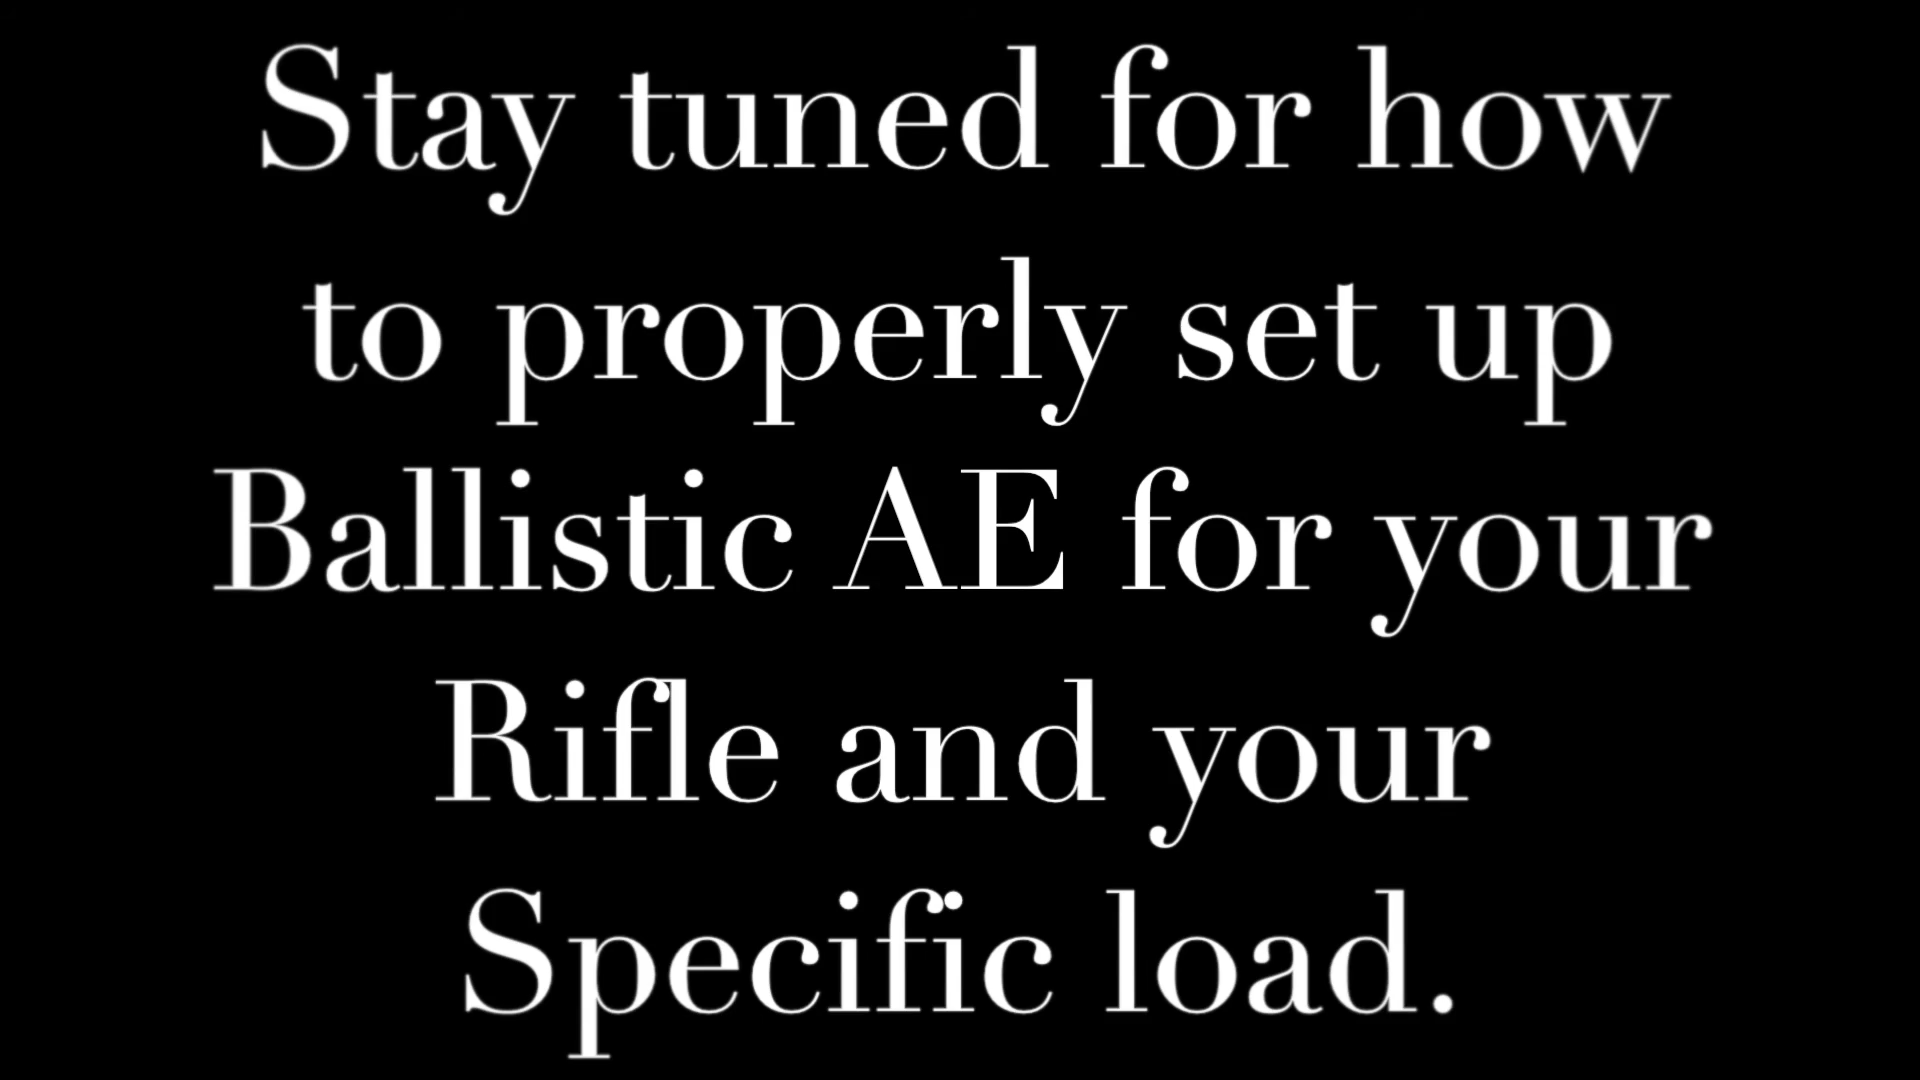 Stay tuned for how
to properly set up
Ballistic AE for your
Rifle and your
Specific load.